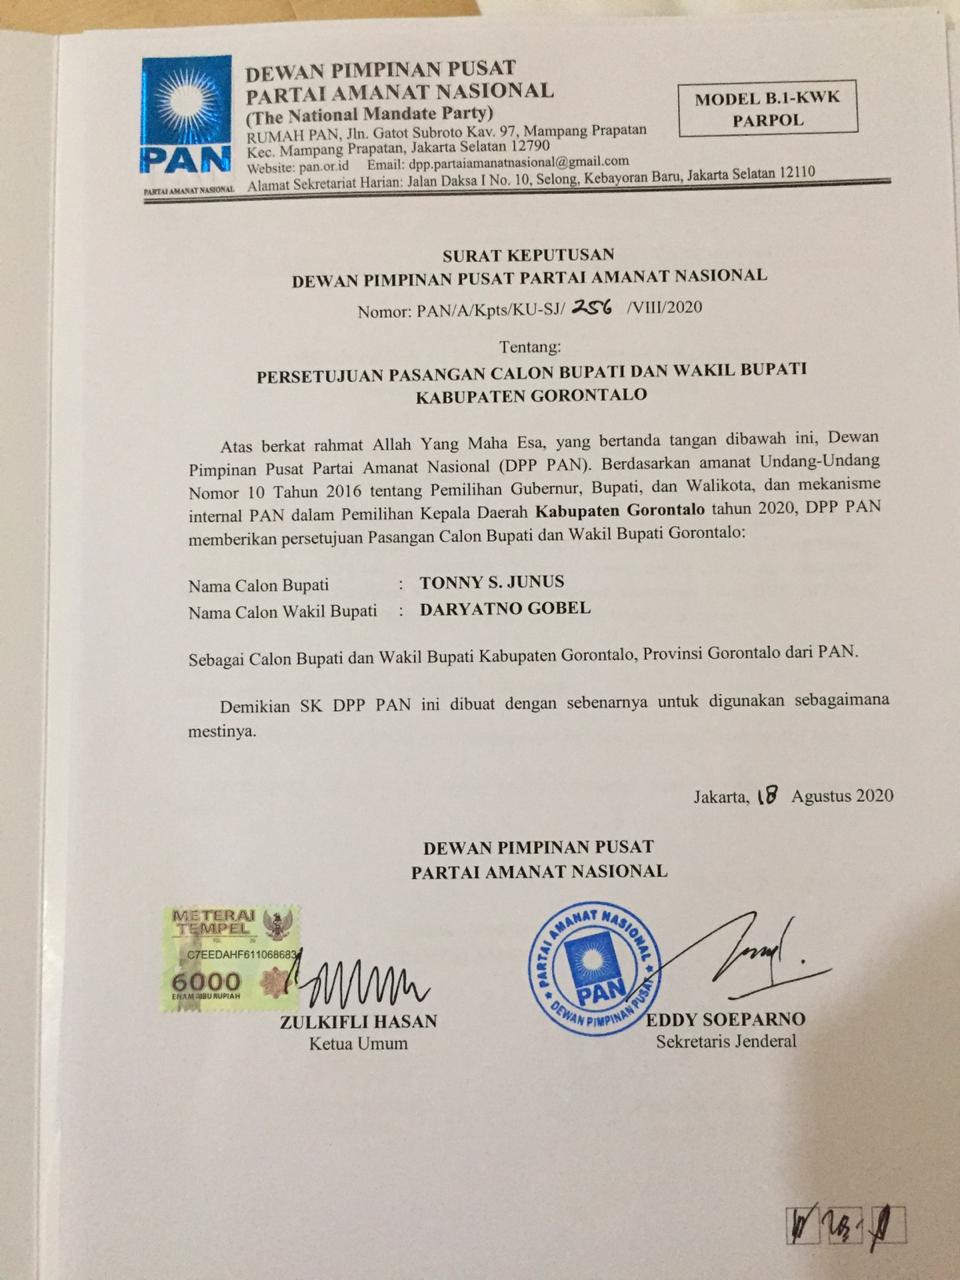 DEWAN PIMPINAN PUSAT
PARTAI AMANAT NASIONAL
(The National Mandate Party)
RUMAH PAN, Jln. Gatot Subroto Kav. 97, Mampang Prapatan
Kec. Mampang Prapatan, Jakarta Selatan 12790
Website: pan.or.id Email: dpp.partaiamanatnasional@gmail.com
Alamat Sekretariat Harian: Jalan Daksa I No. 10, Selong, Kebayoran Baru, Jakarta Selatan 12110
PAN
PARTAI AMANAT NASIONAL
MODEL B.1-KWK
PARPOL
SURAT KEPUTUSAN
DEWAN PIMPINAN PUSAT PARTAI AMANAT NASIONAL
Nomor: PAN/A/Kpts/KU-SJ/ 256 /VIII/2020
Tentang:
PERSETUJUAN PASANGAN CALON BUPATI DAN WAKIL BUPATI
KABUPATEN GORONTALO
Atas berkat rahmat Allah Yang Maha Esa, yang bertanda tangan dibawah ini, Dewan
Pimpinan Pusat Partai Amanat Nasional (DPP PAN). Berdasarkan amanat Undang-Undang
Nomor 10 Tahun 2016 tentang Pemilihan Gubernur, Bupati, dan Walikota, dan mekanisme
internal PAN dalam Pemilihan Kepala Daerah Kabupaten Gorontalo tahun 2020, DPP PAN
memberikan persetujuan Pasangan Calon Bupati dan Wakil Bupati Gorontalo:
Nama Calon Bupati : TONNY S. JUNUS
Nama Calon Wakil Bupati : DARYATNO GOBEL
Sebagai Calon Bupati dan Wakil Bupati Kabupaten Gorontalo, Provinsi Gorontalo dari PAN.
Demikian SK DPP PAN ini dibuat dengan sebenarnya untuk digunakan sebagaimana
mestinya.
Jakarta, 18 Agustus 2020
DEWAN PIMPINAN PUSAT
PARTAI AMANAT NASIONAL
METERAI
TEMPEL
C7EEDAHF611068683
6000
ENAM RIBU RUPIAH
PARTAI AMANAT NASIONAL
PAN
DEWAN PIMPINAN PUSAT
ZULKIFLI HASAN
Ketua Umum
EDDY SOEPARNO
Sekretaris Jenderal